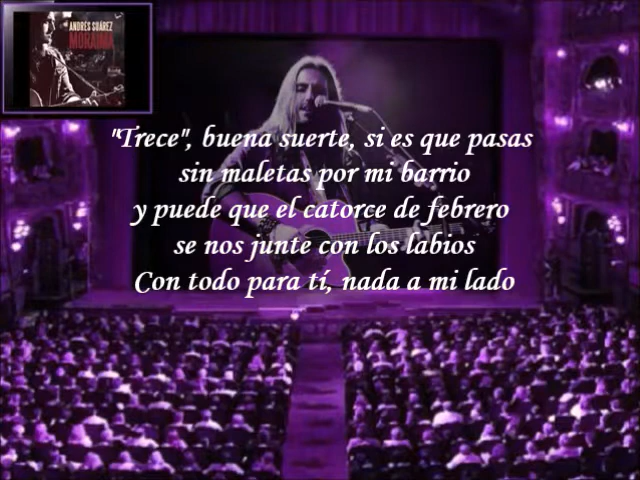 ANDRÉS SUÁREZ
MORAIMA
"Trece", buena suerte, si es que pasas
sin maletas por mi barrio
y puede que el catorce de febrero
se nos junte con los labios
Con todo para tí, nada a mi lado